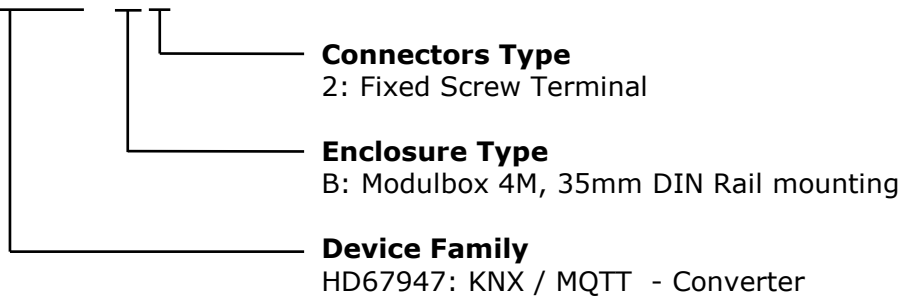 Connectors Type
2: Fixed Screw Terminal
Enclosure Type
B: Modulbox 4M, 35mm DIN Rail mounting
Device Family
HD67947: KNX / MQTT - Converter